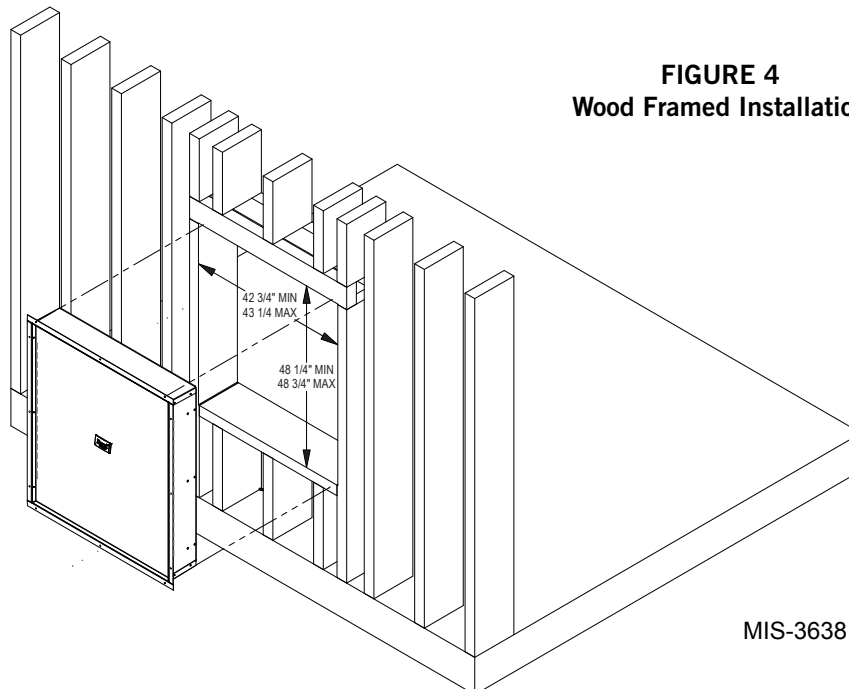 FIGURE 4
Wood Framed Installatio
42 3/4" MIN
43 1/4 MAX
48 1/4" MIN
48 3/4" MAX
MIS-3638